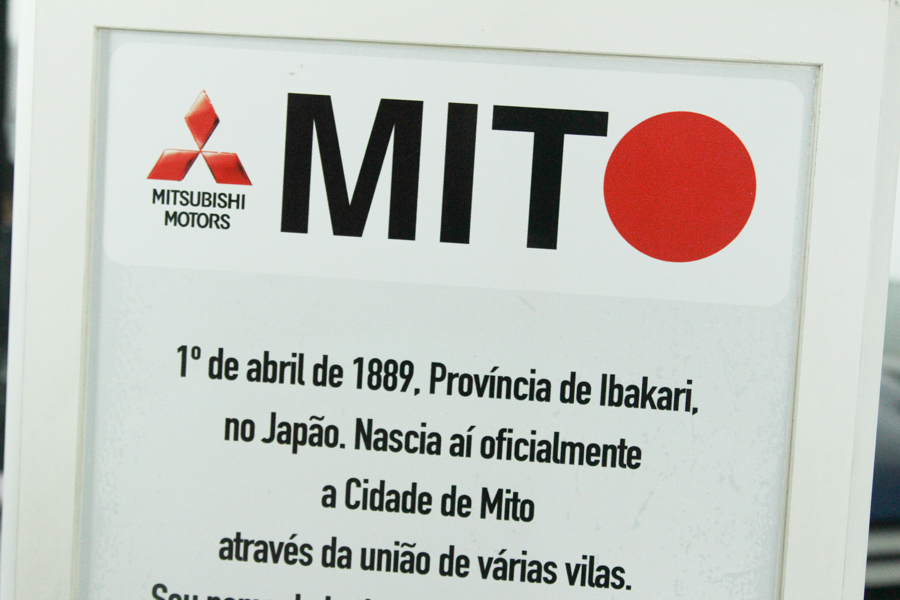 MITSUBISHI
MOTORS
MITO
1º de abril de 1889, Província de Ibakari,
no Japão. Nascia aí oficialmente
a Cidade de Mito
através da união de várias vilas.
Seu